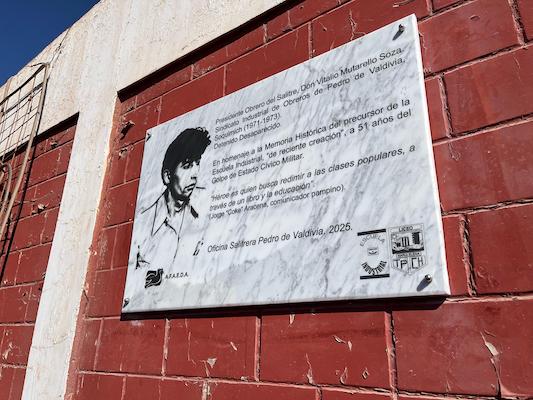 Presidente Obrero del Salitre, Don Vitalio Mutarello Soza.
Sindicato Industrial de Obreros de Pedro de Valdivia,
Soquimich (1971-1973)
Detenido Desaparecido.
En homenaje a la Memoria Histórica del precursor de la
Escuela Industrial, "de reciente creación", a 51 años del
Golpe de Estado Cívico Militar.
"Héroe es quien busca redimir a las clases populares, a
través de un libro y la educación".
(Jorge "Coke" Aracena, comunicador pampino).
Oficina Salitrera Pedro de Valdivia, 2025.
A.F.A.E.D.A.
LICEO
TPCH